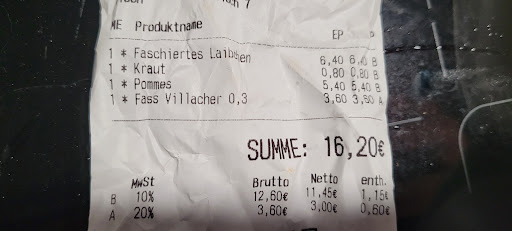 ME Produktname EP P
1 * Faschiertes Laibchen 6,40 6,40 B
1 * Kraut 0,80 0,80 B
1 * Pommes 5,40 5,40 B
1 * Fass Villacher 0,3 3,60 3,60 A
SUMME: 16,20€
MwSt Brutto Netto enth.
B 10% 12,60€ 11,45€ 1,15€
A 20% 3,60€ 3,00€ 0,60€